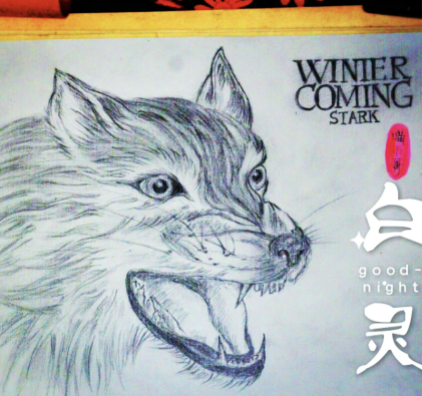 WINTER
COMING
STARK
白
good-
night
灵